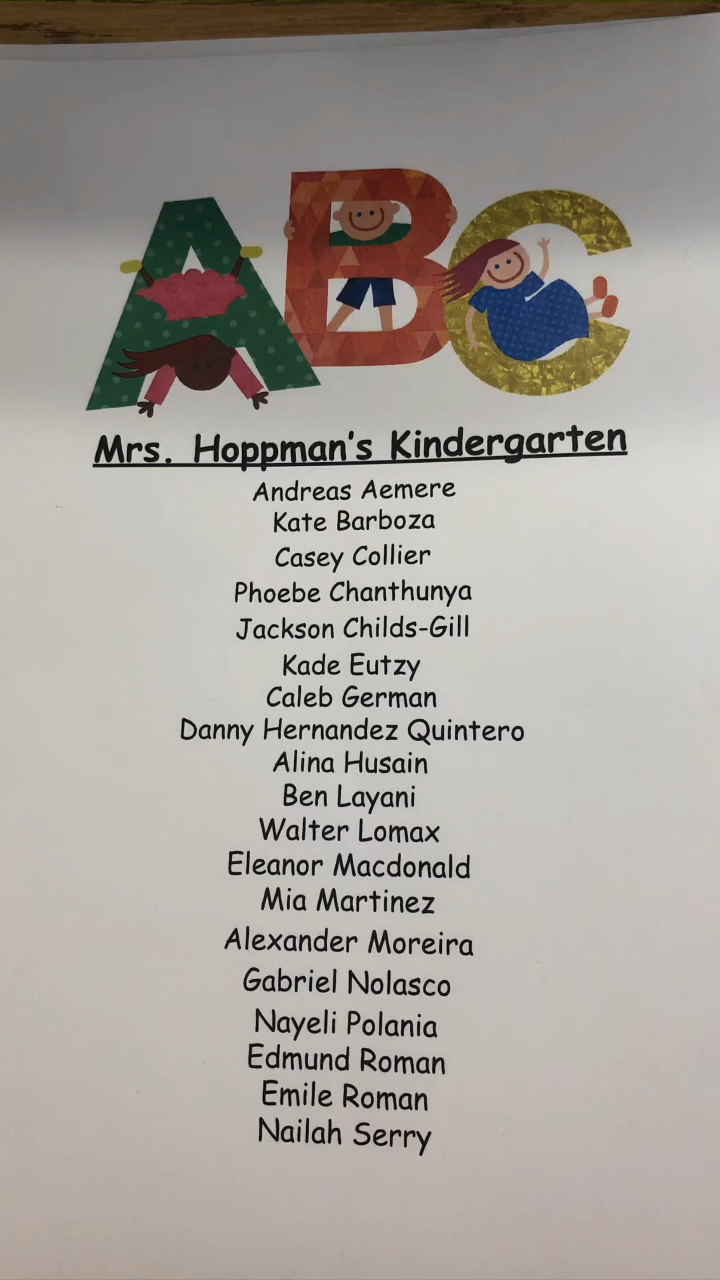 ABC
Mrs. Hoppman's Kindergarten
Andreas Aemere
Kate Barboza
Casey Collier
Phoebe Chanthunya
Jackson Childs-Gill
Kade Eutzy
Caleb German
Danny Hernandez Quintero
Alina Husain
Ben Layani
Walter Lomax
Eleanor Macdonald
Mia Martinez
Alexander Moreira
Gabriel Nolasco
Nayeli Polania
Edmund Roman
Emile Roman
Nailah Serry